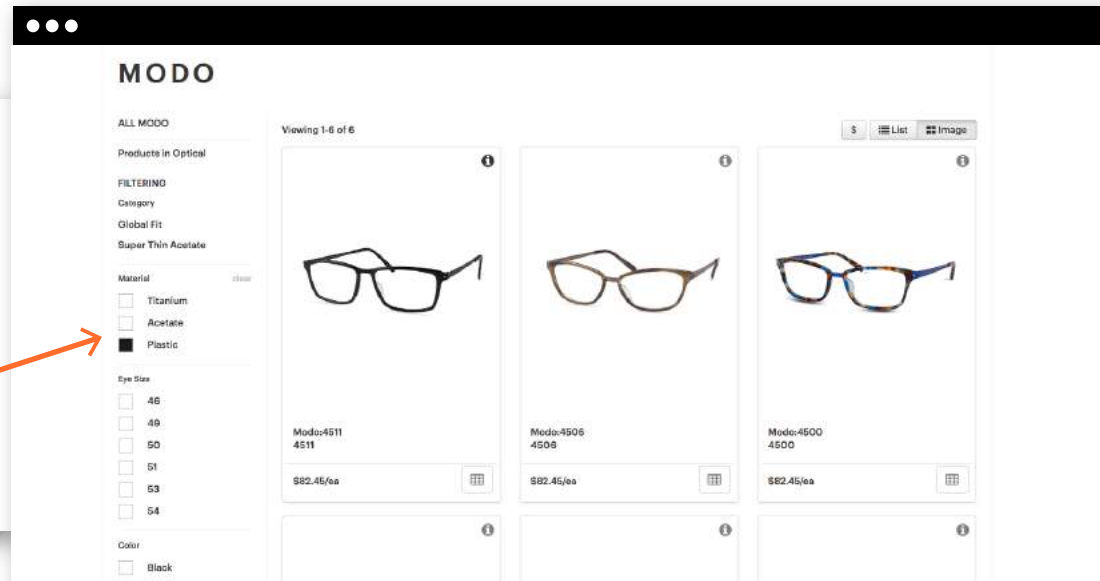 MODO
ALL MODO
Products in Optical
FILTERING
Category
Global Fit
Super Thin Acetate
Material clear
Titanium
Acetate
Plastic
Eye Size
46
49
50
51
53
54
Color
Black
Viewing 1-6 of 6
$ List Image
Modo:4511
4511
$82.45/ea
Modo:4506
4506
$82.45/ea
Modo:4500
4500
$82.45/ea